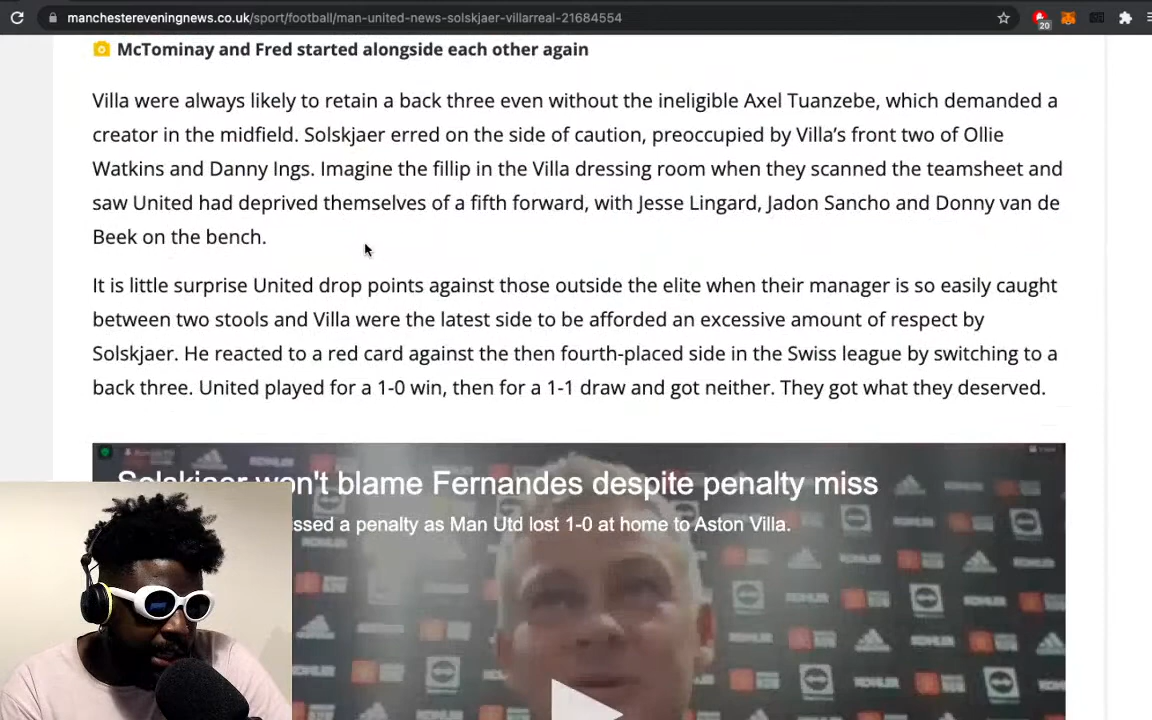 manchestereveningnews.co.uk/sport/football/man-united-news-solskjaer-villarreal-21684554
20
McTominay and Fred started alongside each other again
Villa were always likely to retain a back three even without the ineligible Axel Tuanzebe, which demanded a
creator in the midfield. Solskjaer erred on the side of caution, preoccupied by Villa's front two of Ollie
Watkins and Danny Ings. Imagine the fillip in the Villa dressing room when they scanned the teamsheet and
saw United had deprived themselves of a fifth forward, with Jesse Lingard, Jadon Sancho and Donny van de
Beek on the bench.
It is little surprise United drop points against those outside the elite when their manager is so easily caught
between two stools and Villa were the latest side to be afforded an excessive amount of respect by
Solskjaer. He reacted to a red card against the then fourth-placed side in the Swiss league by switching to a
back three. United played for a 1-0 win, then for a 1-1 draw and got neither. They got what they deserved.
Solskjaer won't blame Fernandes despite penalty miss
ssed a penalty as Man Utd lost 1-0 at home to Aston Villa.